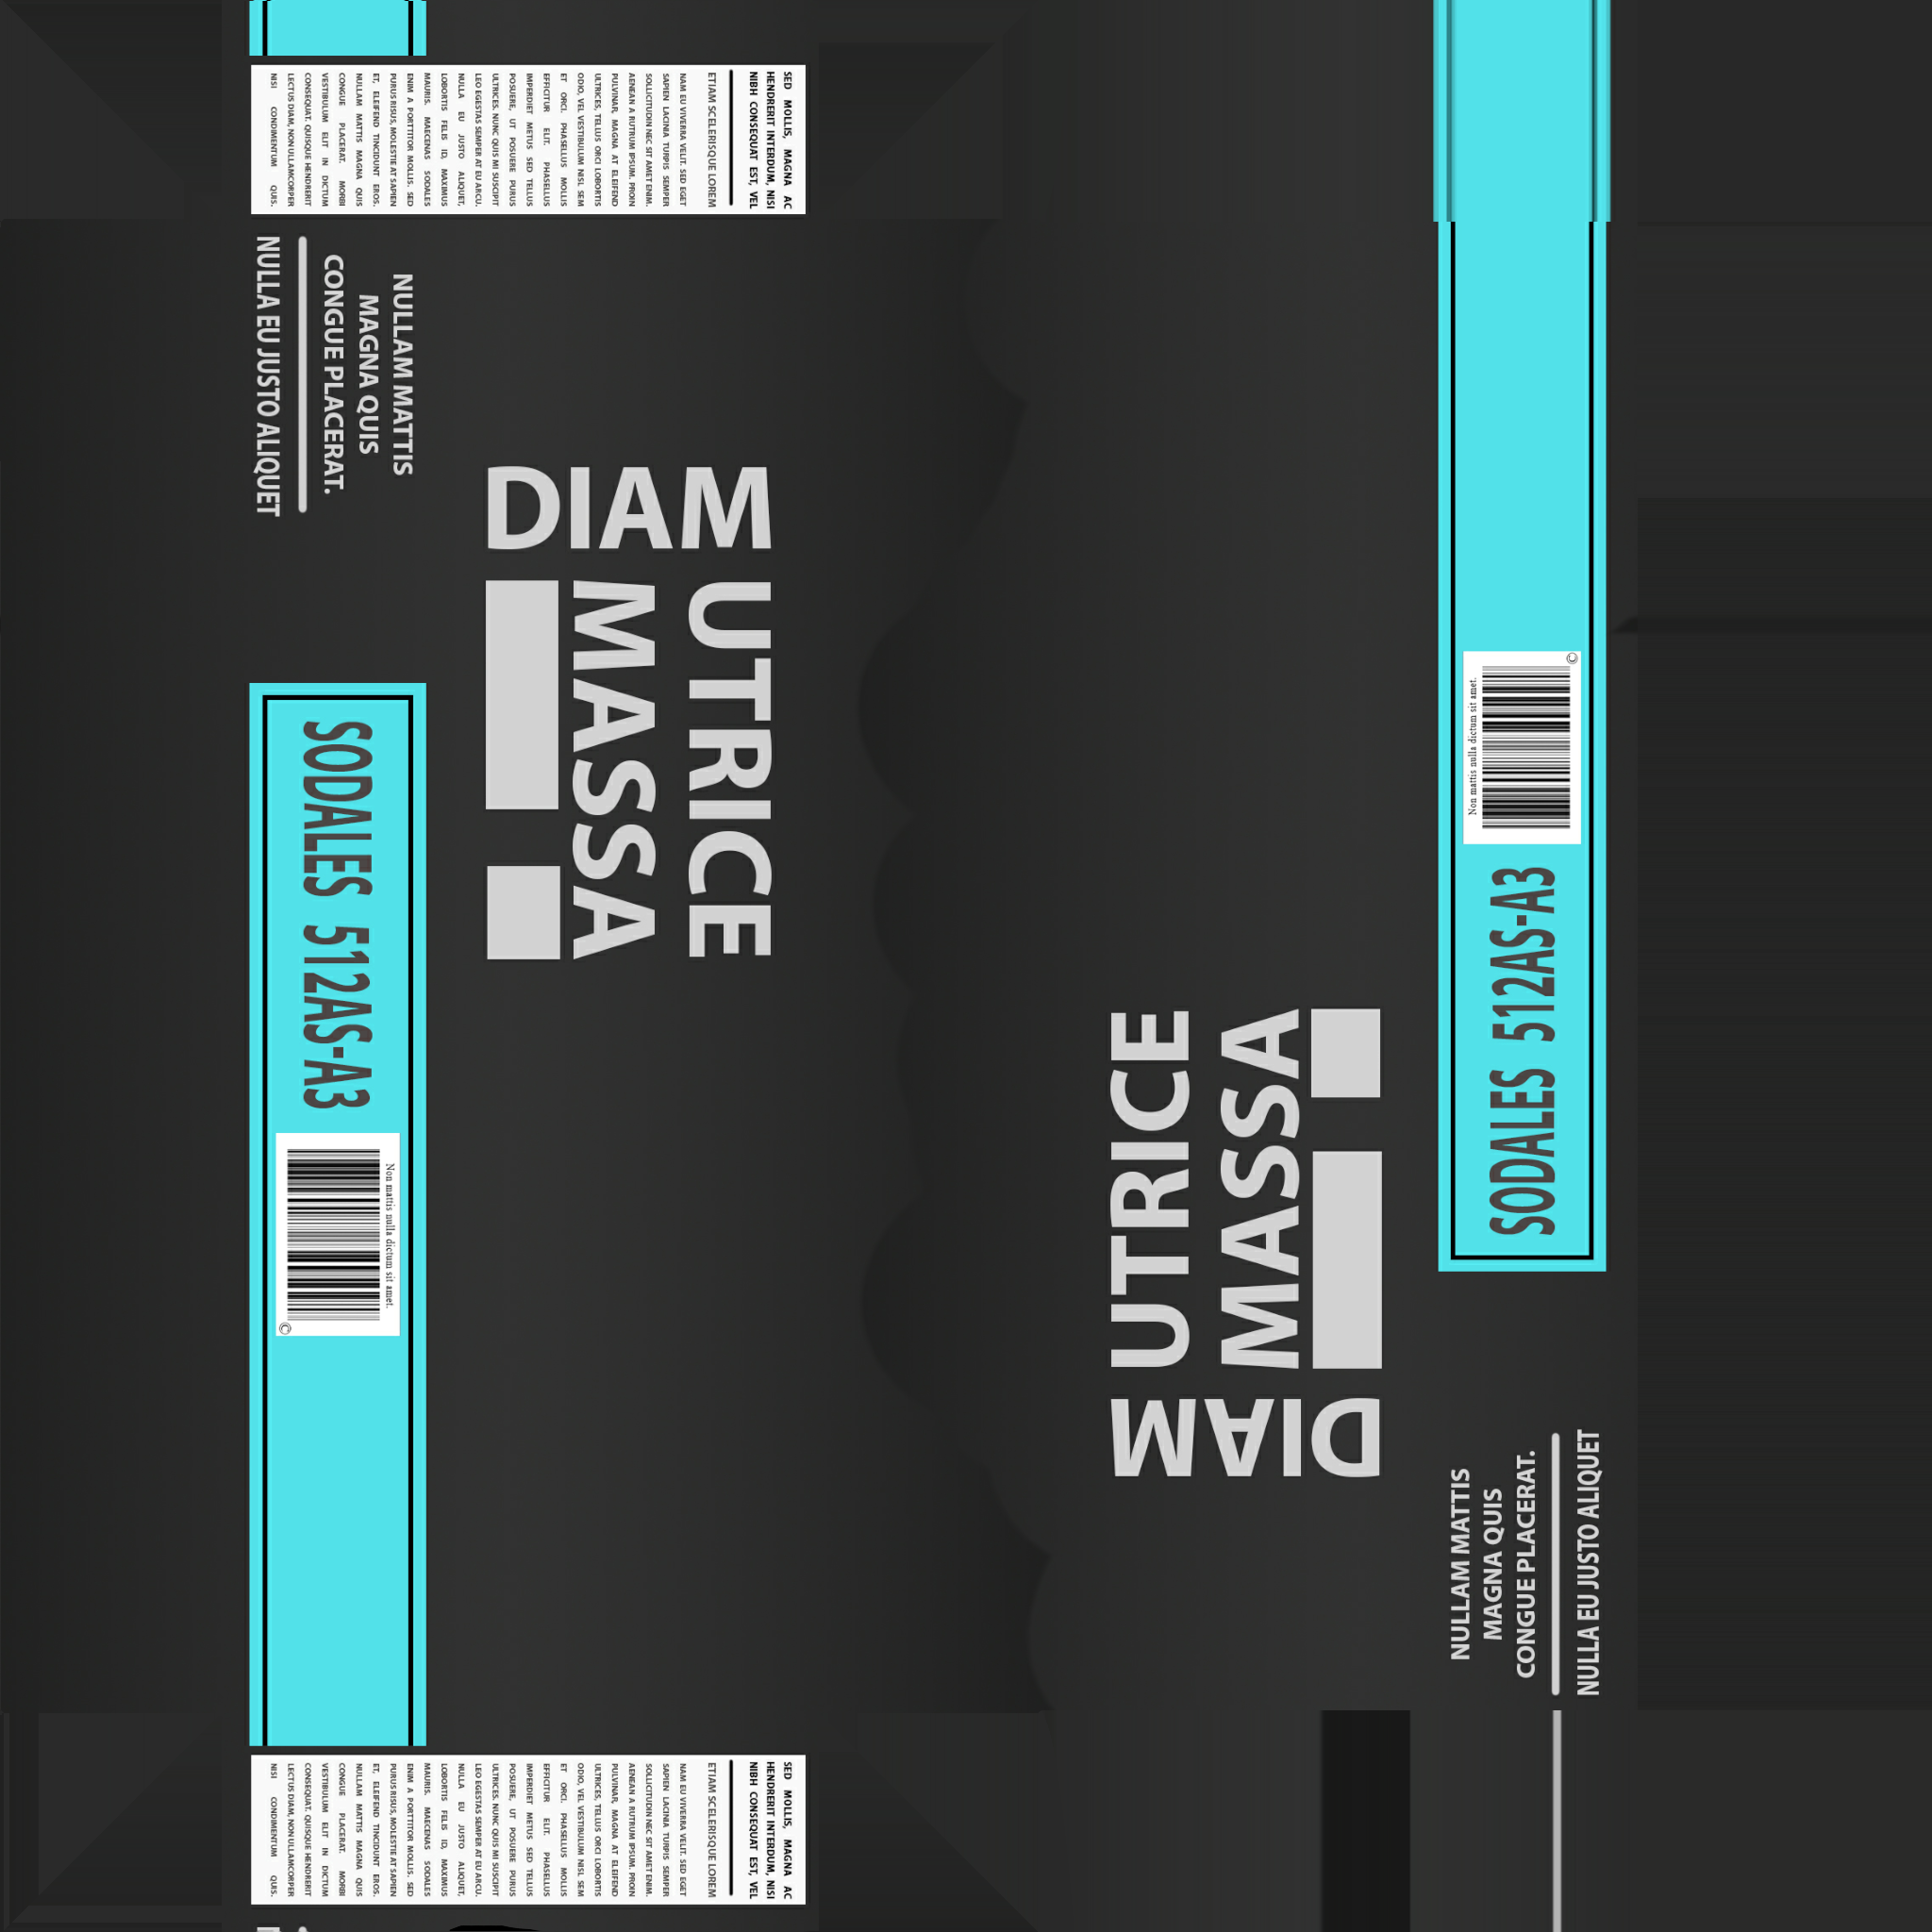 SED MOLLIS, MAGNA AC
HENDRERIT INTERDUM, NISI
NIBH CONSEQUAT EST, VEL
ETIAM SCELERISQUE LOREM
NAM EU VIVERRA VELIT. SED EGET
SAPIEN LACINIA TURPIS SEMPER
SOLLICITUDIN NEC SIT AMET ENIM.
AENEAN A RUTRUM IPSUM. PROIN
PULVINAR, MAGNA AT ELEIFEND
ULTRICES, TELLUS ORCI LOBORTIS
ODIO, VEL VESTIBULUM NISL SEM
ET ORCI. PHASELLUS MOLLIS
EFFICITUR ELIT. PHASELLUS
IMPERDIET METUS SED TELLUS
POSUERE, UT POSUERE PURUS
ULTRICES. NUNC QUIS MI SUSCIPIT
LEO EGESTAS SEMPER AT EU ARCU.
NULLA EU JUSTO ALIQUET,
LOBORTIS FELIS ID, MAXIMUS
MAURIS. MAECENAS SODALES
ENIM A PORTTITOR MOLLIS. SED
PURUS RISUS, MOLESTIE AT SAPIEN
ET, ELEIFEND TINCIDUNT EROS.
NULLAM MATTIS MAGNA QUIS
CONGUE PLACERAT. MORBI
VESTIBULUM ELIT IN DICTUM
CONSEQUAT. QUISQUE HENDRERIT
LECTUS DIAM, NON ULLAMCORPER
NISI CONDIMENTUM QUIS.
NULLAM MATTIS
MAGNA QUIS
CONGUE PLACERAT.
NULLA EU JUSTO ALIQUET
DIAM
UTRICE
MASSA
SODALES 512AS-A3
Non mattis nulla dictum sit amet.
©
©
Non mattis nulla dictum sit amet.
SODALES 512AS-A3
UTRICE
MASSA
DIAM
NULLAM MATTIS
MAGNA QUIS
CONGUE PLACERAT.
NULLA EU JUSTO ALIQUET
SED MOLLIS, MAGNA AC
HENDRERIT INTERDUM, NISI
NIBH CONSEQUAT EST, VEL
ETIAM SCELERISQUE LOREM
NAM EU VIVERRA VELIT. SED EGET
SAPIEN LACINIA TURPIS SEMPER
SOLLICITUDIN NEC SIT AMET ENIM.
AENEAN A RUTRUM IPSUM. PROIN
PULVINAR, MAGNA AT ELEIFEND
ULTRICES, TELLUS ORCI LOBORTIS
ODIO, VEL VESTIBULUM NISL SEM
ET ORCI. PHASELLUS MOLLIS
EFFICITUR ELIT. PHASELLUS
IMPERDIET METUS SED TELLUS
POSUERE, UT POSUERE PURUS
ULTRICES. NUNC QUIS MI SUSCIPIT
LEO EGESTAS SEMPER AT EU ARCU.
NULLA EU JUSTO ALIQUET,
LOBORTIS FELIS ID, MAXIMUS
MAURIS. MAECENAS SODALES
ENIM A PORTTITOR MOLLIS. SED
PURUS RISUS, MOLESTIE AT SAPIEN
ET, ELEIFEND TINCIDUNT EROS.
NULLAM MATTIS MAGNA QUIS
CONGUE PLACERAT. MORBI
VESTIBULUM ELIT IN DICTUM
CONSEQUAT. QUISQUE HENDRERIT
LECTUS DIAM, NON ULLAMCORPER
NISI CONDIMENTUM QUIS.